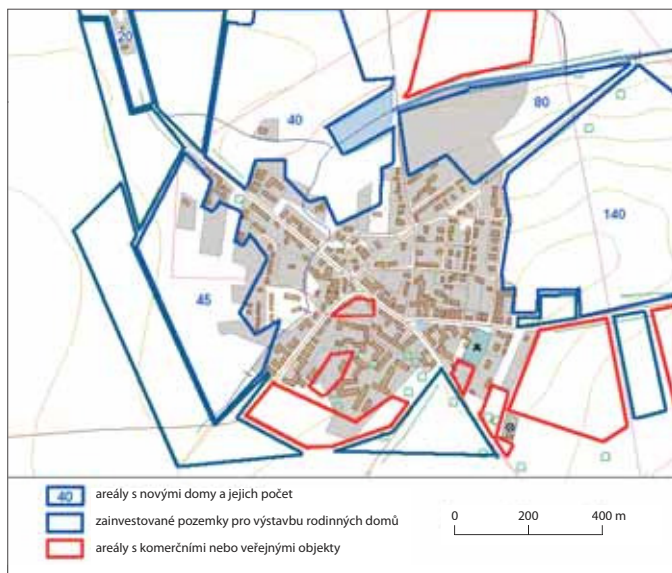 20
40
80
140
45
40 areály s novými domy a jejich počet
zainvestované pozemky pro výstavbu rodinných domů
areály s komerčními nebo veřejnými objekty
0 200 400 m